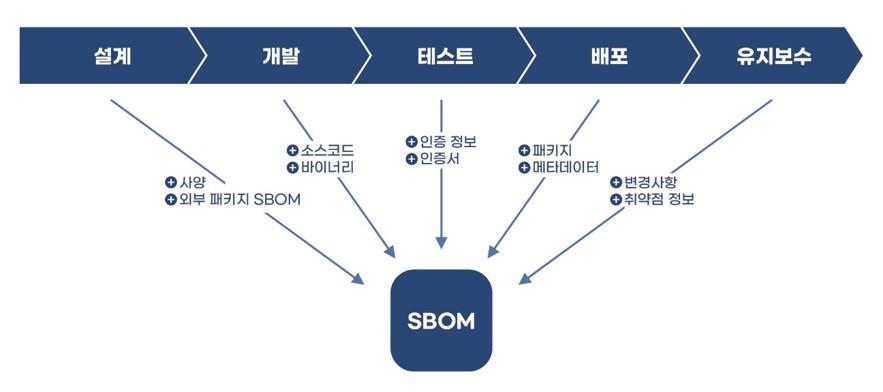 설계
개발
테스트
배포
유지보수
사양
외부 패키지 SBOM
소스코드
바이너리
인증 정보
인증서
패키지
메타데이터
변경사항
취약점 정보
SBOM